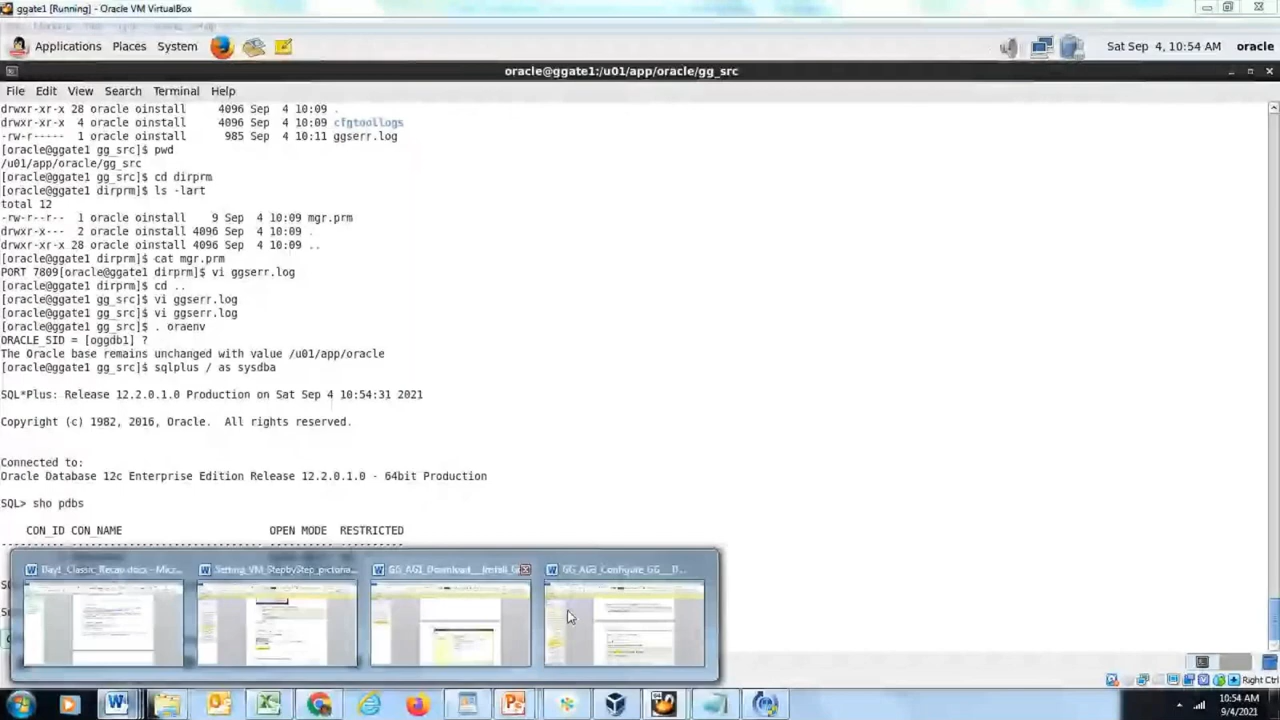 ggate1 [Running] - Oracle VM VirtualBox
Applications Places System Sat Sep 4, 10:54 AM oracle
oracle@ggate1:/u01/app/oracle/gg_src
File Edit View Search Terminal Help
drwxr-xr-x 28 oracle oinstall 4096 Sep 4 10:09 .
drwxr-xr-x 4 oracle oinstall 4096 Sep 4 10:09 cfgtoollogs
-rw-r----- 1 oracle oinstall 985 Sep 4 10:11 ggserr.log
[oracle@ggate1 gg_src]$ pwd
/u01/app/oracle/gg_src
[oracle@ggate1 gg_src]$ cd dirprm
[oracle@ggate1 dirprm]$ ls -lart
total 12
-rw-r--r-- 1 oracle oinstall 9 Sep 4 10:09 mgr.prm
drwxr-x--- 2 oracle oinstall 4096 Sep 4 10:09 .
drwxr-xr-x 28 oracle oinstall 4096 Sep 4 10:09 ..
[oracle@ggate1 dirprm]$ cat mgr.prm
PORT 7809[oracle@ggate1 dirprm]$ vi ggserr.log
[oracle@ggate1 dirprm]$ cd ..
[oracle@ggate1 gg_src]$ vi ggserr.log
[oracle@ggate1 gg_src]$ vi ggserr.log
[oracle@ggate1 gg_src]$ . oraenv
ORACLE_SID = [oggdb1] ?
The Oracle base remains unchanged with value /u01/app/oracle
[oracle@ggate1 gg_src]$ sqlplus / as sysdba
SQL*Plus: Release 12.2.0.1.0 Production on Sat Sep 4 10:54:31 2021
Copyright (c) 1982, 2016, Oracle. All rights reserved.
Connected to:
Oracle Database 12c Enterprise Edition Release 12.2.0.1.0 - 64bit Production
SQL> sho pdbs
CON_ID CON_NAME OPEN MODE RESTRICTED
Day1_Classic_Recap.docx - Micr... Setting_VM_StepbyStep_pictoria... GG_AG1_Download__Install_G GG_AG3_Configure_GG__D...
Right Ctrl
10:54 AM
9/4/2021